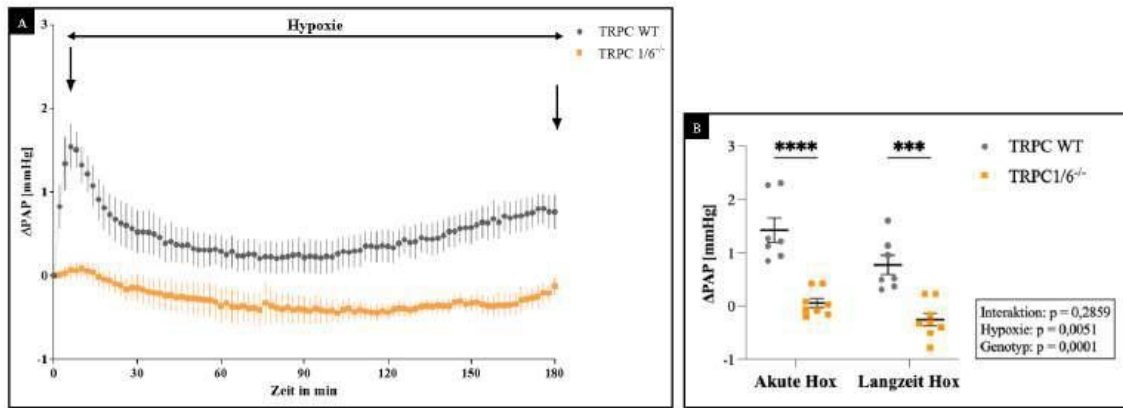 A
Hypoxie
TRPC WT
TRPC 1/6-/-
3
2
1
0
-1
ΔPAP [mmHg]
0 30 60 90 120 150 180
Zeit in min
B
**** ***
TRPC WT
TRPC1/6-/-
3
2
1
0
-1
ΔPAP [mmHg]
Akute Hox Langzeit Hox
Interaktion: p = 0,2859
Hypoxie: p = 0,0051
Genotyp: p = 0,0001